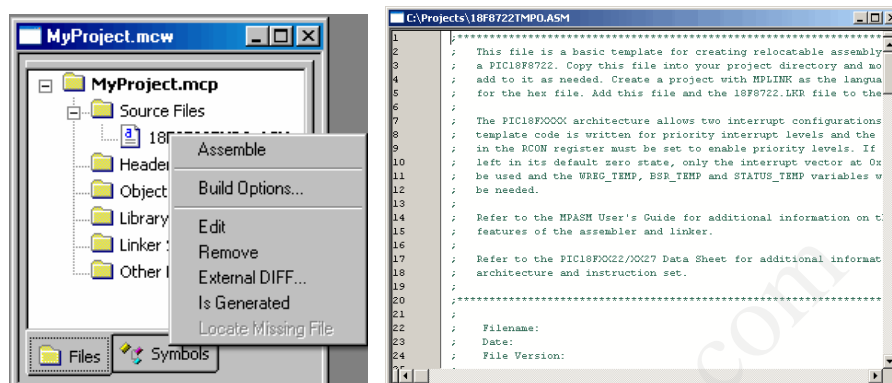 MyProject.mcw
MyProject.mcp
Source Files
Assemble
Header
Build Options...
Object
Library
Edit
Linker
Remove
Other
External DIFF...
Is Generated
Locate Missing File
Files
Symbols
C:\Projects\18F8722TMPO.ASM
1 ;*****************************************************************
2 ; This file is a basic template for creating relocatable assembly
3 ; a PIC18F8722. Copy this file into your project directory and mo
4 ; add to it as needed. Create a project with MPLINK as the langua
5 ; for the hex file. Add this file and the 18F8722.LKR file to the
6 ;
7 ; The PIC18FXXXX architecture allows two interrupt configurations
8 ; template code is written for priority interrupt levels and the
9 ; in the RCON register must be set to enable priority levels. If
10 ; left in its default zero state, only the interrupt vector at 0x
11 ; be used and the WREG_TEMP, BSR_TEMP and STATUS_TEMP variables w
12 ; be needed.
13 ;
14 ; Refer to the MPASM User's Guide for additional information on t
15 ; features of the assembler and linker.
16 ;
17 ; Refer to the PIC18FXX22/XX27 Data Sheet for additional informat
18 ; architecture and instruction set.
19 ;
20 ;*****************************************************************
21 ;
22 ; Filename:
23 ; Date:
24 ; File Version: